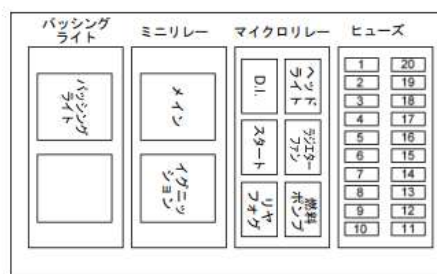 パッシング
ライト
ミニリレー
マイクロリレー
ヒューズ
パッシング
ライト
メイン
イグニッ
ション
D.I.
ヘッド
ライト
スタート
ラジエター
ファン
リヤ
フォグ
燃料
ポンプ
1 20
2 19
3 18
4 17
5 16
6 15
7 14
8 13
9 12
10 11